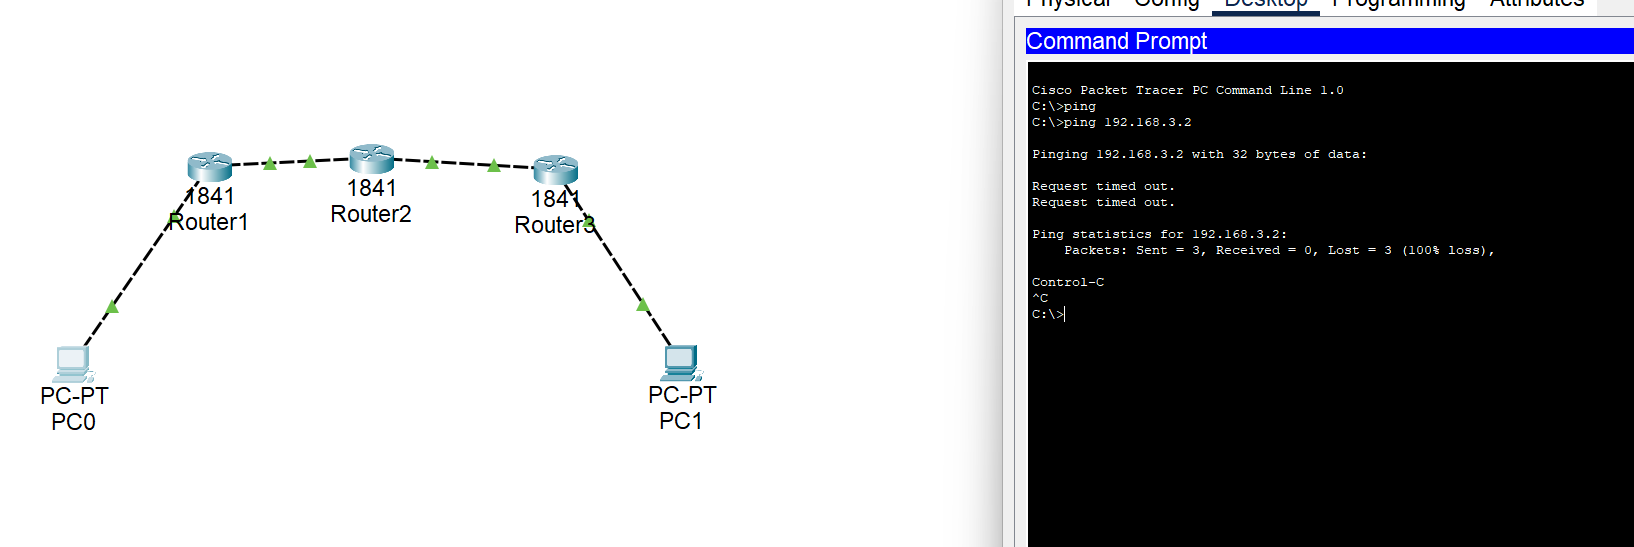 Physical Config Desktop Programming Attributes
Command Prompt
Cisco Packet Tracer PC Command Line 1.0
C:\>ping
C:\>ping 192.168.3.2
Pinging 192.168.3.2 with 32 bytes of data:
Request timed out.
Request timed out.
Ping statistics for 192.168.3.2:
Packets: Sent = 3, Received = 0, Lost = 3 (100% loss),
Control-C
^C
C:\>
1841
Router1
1841
Router2
1841
Router3
PC-PT
PC0
PC-PT
PC1